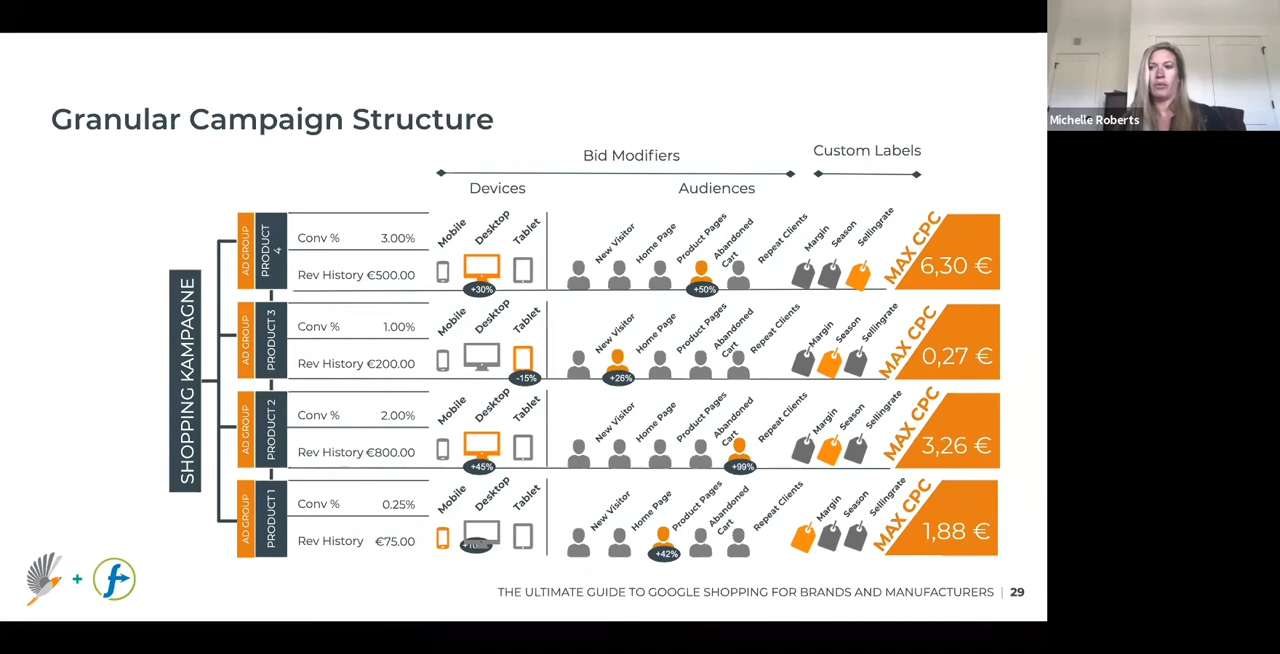 Michelle Roberts
Granular Campaign Structure
Bid Modifiers
Custom Labels
Devices
Audiences
SHOPPING KAMPAGNE
AD GROUP
PRODUCT 4
Conv % 3.00%
Rev History €500.00
Mobile Desktop Tablet
New Visitor Home Page Product Pages Abandoned Cart Repeat Clients
Margin Season Sellingrate
+30%
+50%
MAX CPC
6,30 €
AD GROUP
PRODUCT 3
Conv % 1.00%
Rev History €200.00
Mobile Desktop Tablet
New Visitor Home Page Product Pages Abandoned Cart Repeat Clients
Margin Season Sellingrate
-15%
+26%
MAX CPC
0,27 €
AD GROUP
PRODUCT 2
Conv % 2.00%
Rev History €800.00
Mobile Desktop Tablet
New Visitor Home Page Product Pages Abandoned Cart Repeat Clients
Margin Season Sellingrate
+45%
+99%
MAX CPC
3,26 €
AD GROUP
PRODUCT 1
Conv % 0.25%
Rev History €75.00
Mobile Desktop Tablet
New Visitor Home Page Product Pages Abandoned Cart Repeat Clients
Margin Season Sellingrate
+42%
MAX CPC
1,88 €
+ f
THE ULTIMATE GUIDE TO GOOGLE SHOPPING FOR BRANDS AND MANUFACTURERS | 29